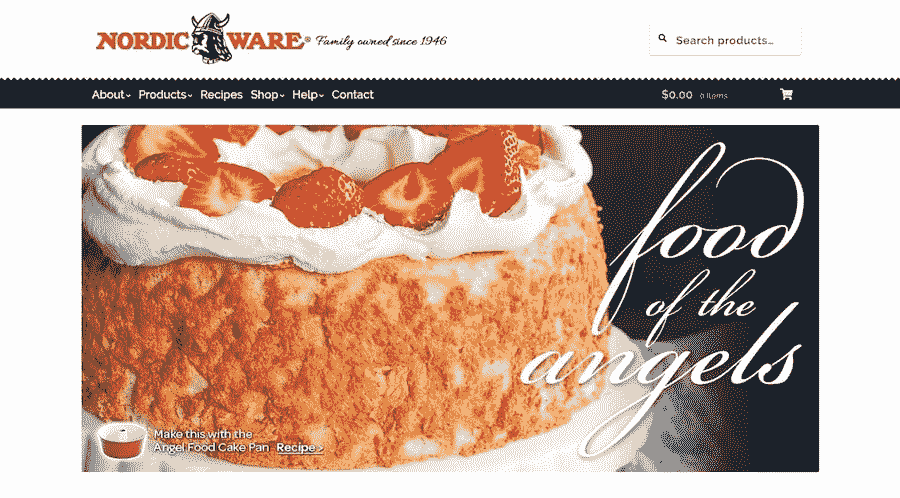 NORDIC WARE® Family owned since 1946
Search products...
About Products Recipes Shop Help Contact
$0.00 0 items
food
of the
angels
Make this with the
Angel Food Cake Pan Recipe >